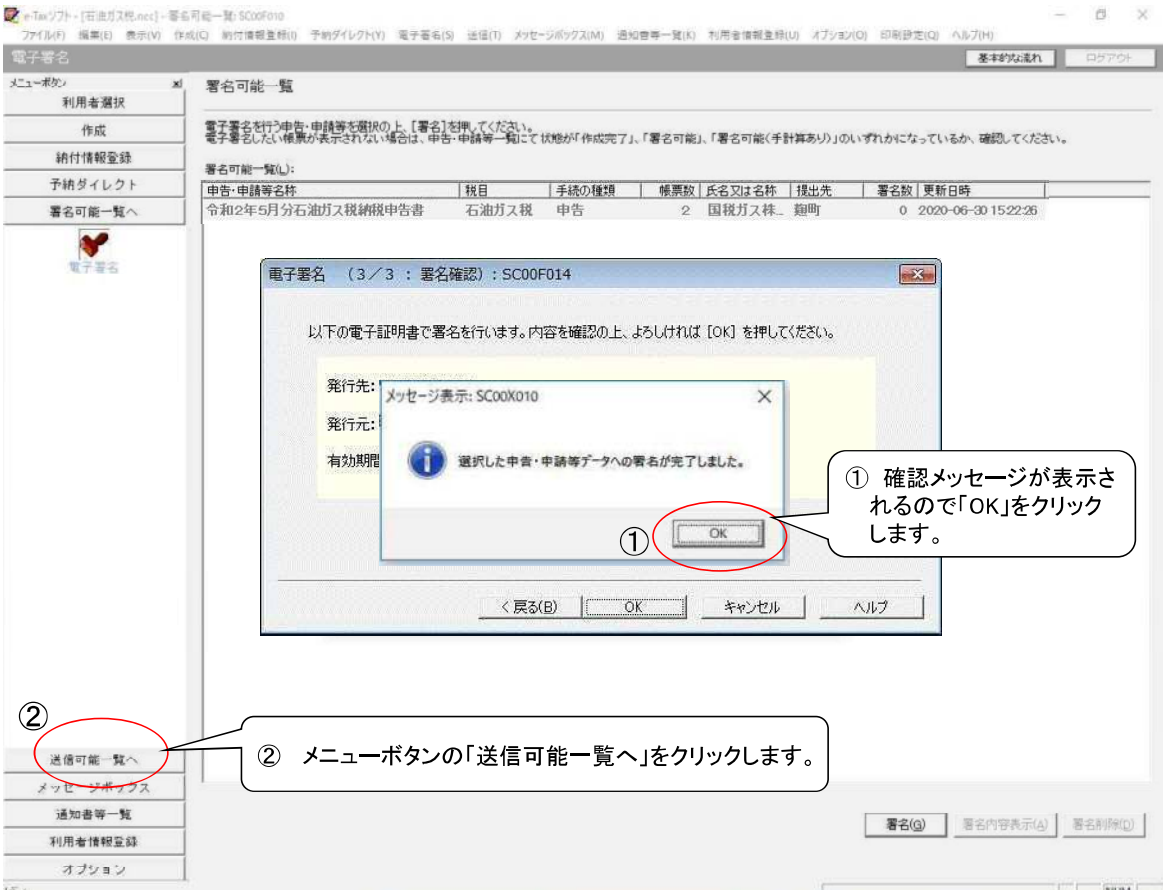 e-Taxソフト - [石油ガス税.ncc] - 署名可能一覧: SC00F010
ファイル(F) 編集(E) 表示(V) 作成(C) 納付情報登録(I) 予納ダイレクト(Y) 電子署名(S) 送信(T) メッセージボックス(M) 通知書等一覧(K) 利用者情報登録(U) オプション(O) 印刷設定(Q) ヘルプ(H)
電子署名
基本的な流れ
ログアウト
メニューボタン
利用者選択
作成
納付情報登録
予納ダイレクト
署名可能一覧へ
電子署名
署名可能一覧
電子署名を行う申告・申請等を選択の上、[署名]を押してください。
電子署名したい帳票が表示されない場合は、申告・申請等一覧にて状態が「作成完了」、「署名可能」、「署名可能(手計算あり)」のいずれかになっているか、確認してください。
署名可能一覧(L):
申告・申請等名称 税目 手続の種類 帳票数 氏名又は名称 提出先 署名数 更新日時
令和2年5月分石油ガス税納税申告書 石油ガス税 申告 2 国税ガス株... 麹町 0 2020-06-30 15:22:26
電子署名 (3/3 : 署名確認) : SC00F014
以下の電子証明書で署名を行います。内容を確認の上、よろしければ [OK] を押してください。
発行先:
発行元:
有効期間
メッセージ表示: SC00X010
選択した申告・申請等データへの署名が完了しました。
OK
①
① 確認メッセージが表示さ
れるので「OK」をクリック
します。
< 戻る(B)
OK
キャンセル
ヘルプ
②
② メニューボタンの「送信可能一覧へ」をクリックします。
送信可能一覧へ
メッセージボックス
通知書等一覧
利用者情報登録
オプション
署名(G)
署名内容表示(A)
署名削除(D)